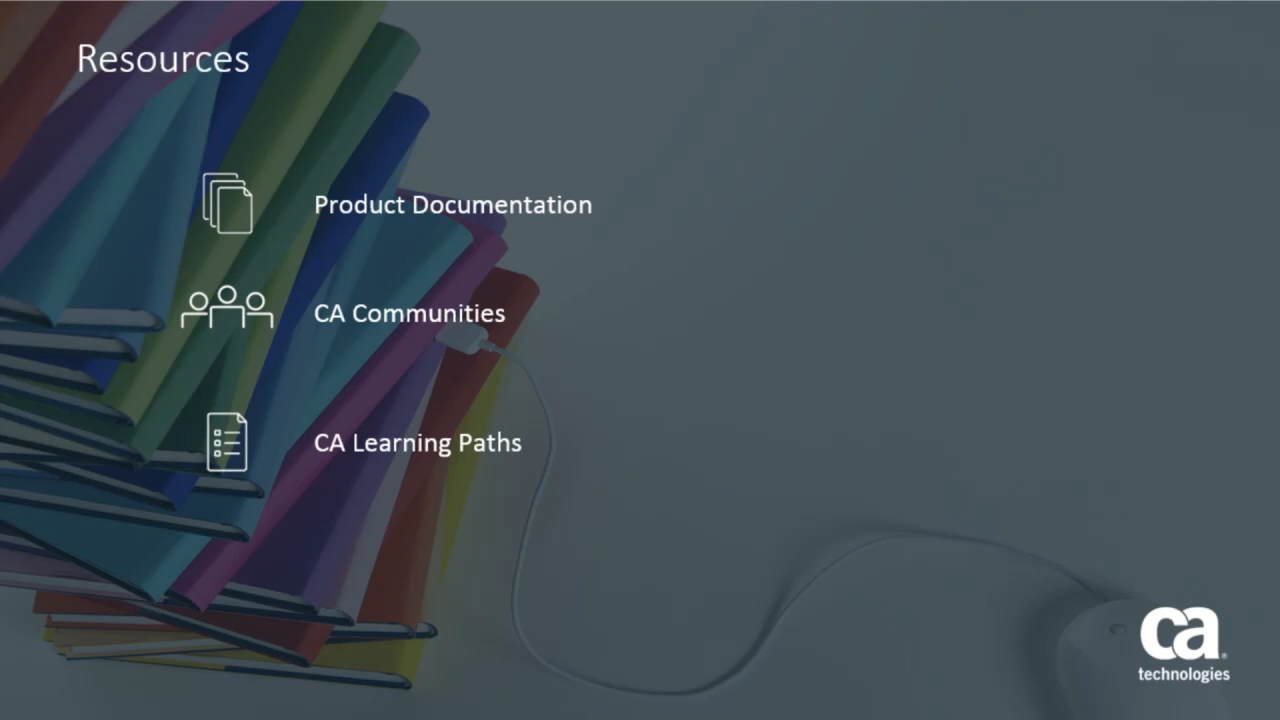 Resources
Product Documentation
CA Communities
CA Learning Paths
ca
technologies